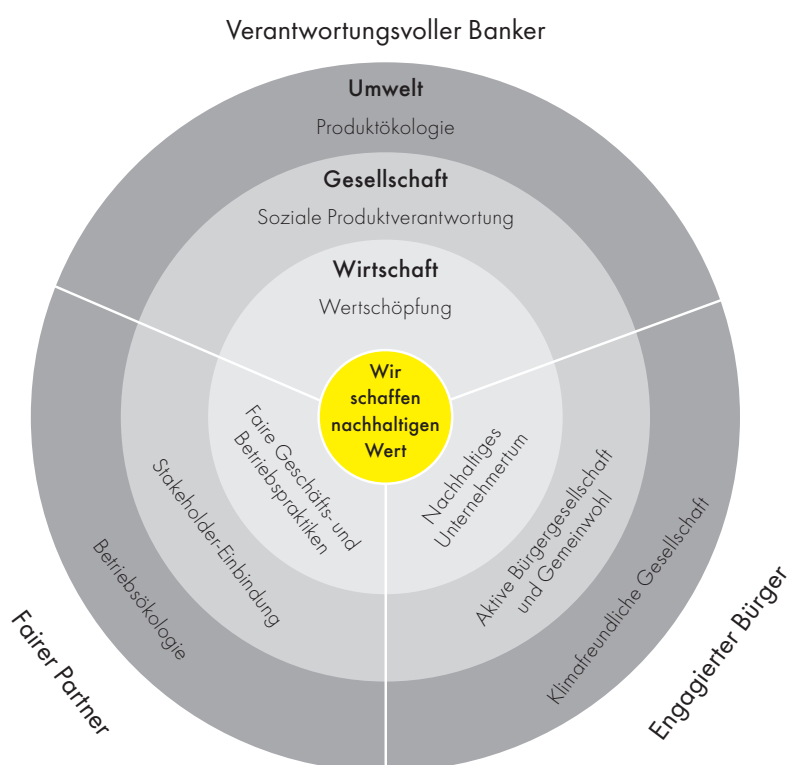 Verantwortungsvoller Banker
Umwelt
Produktökologie
Gesellschaft
Soziale Produktverantwortung
Wirtschaft
Wertschöpfung
Wir
schaffen
nachhaltigen
Wert
Faire Geschäfts- und
Betriebspraktiken
Stakeholder-Einbindung
Betriebsökologie
Fairer Partner
Nachhaltiges
Unternehmertum
Aktive Bürgergesellschaft
und Gemeinwohl
Klimafreundliche Gesellschaft
Engagierter Bürger